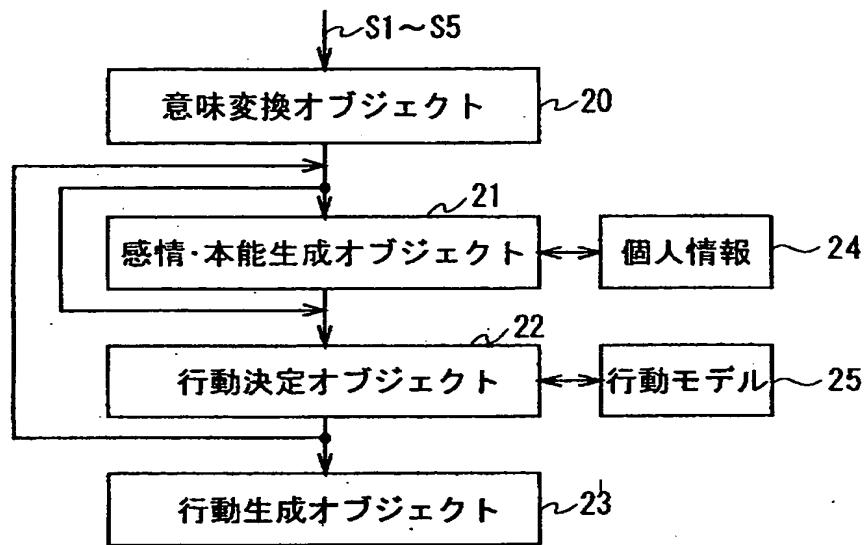 S1～S5
意味変換オブジェクト
20
21
感情・本能生成オブジェクト
個人情報
24
22
行動決定オブジェクト
行動モデル
25
行動生成オブジェクト
23